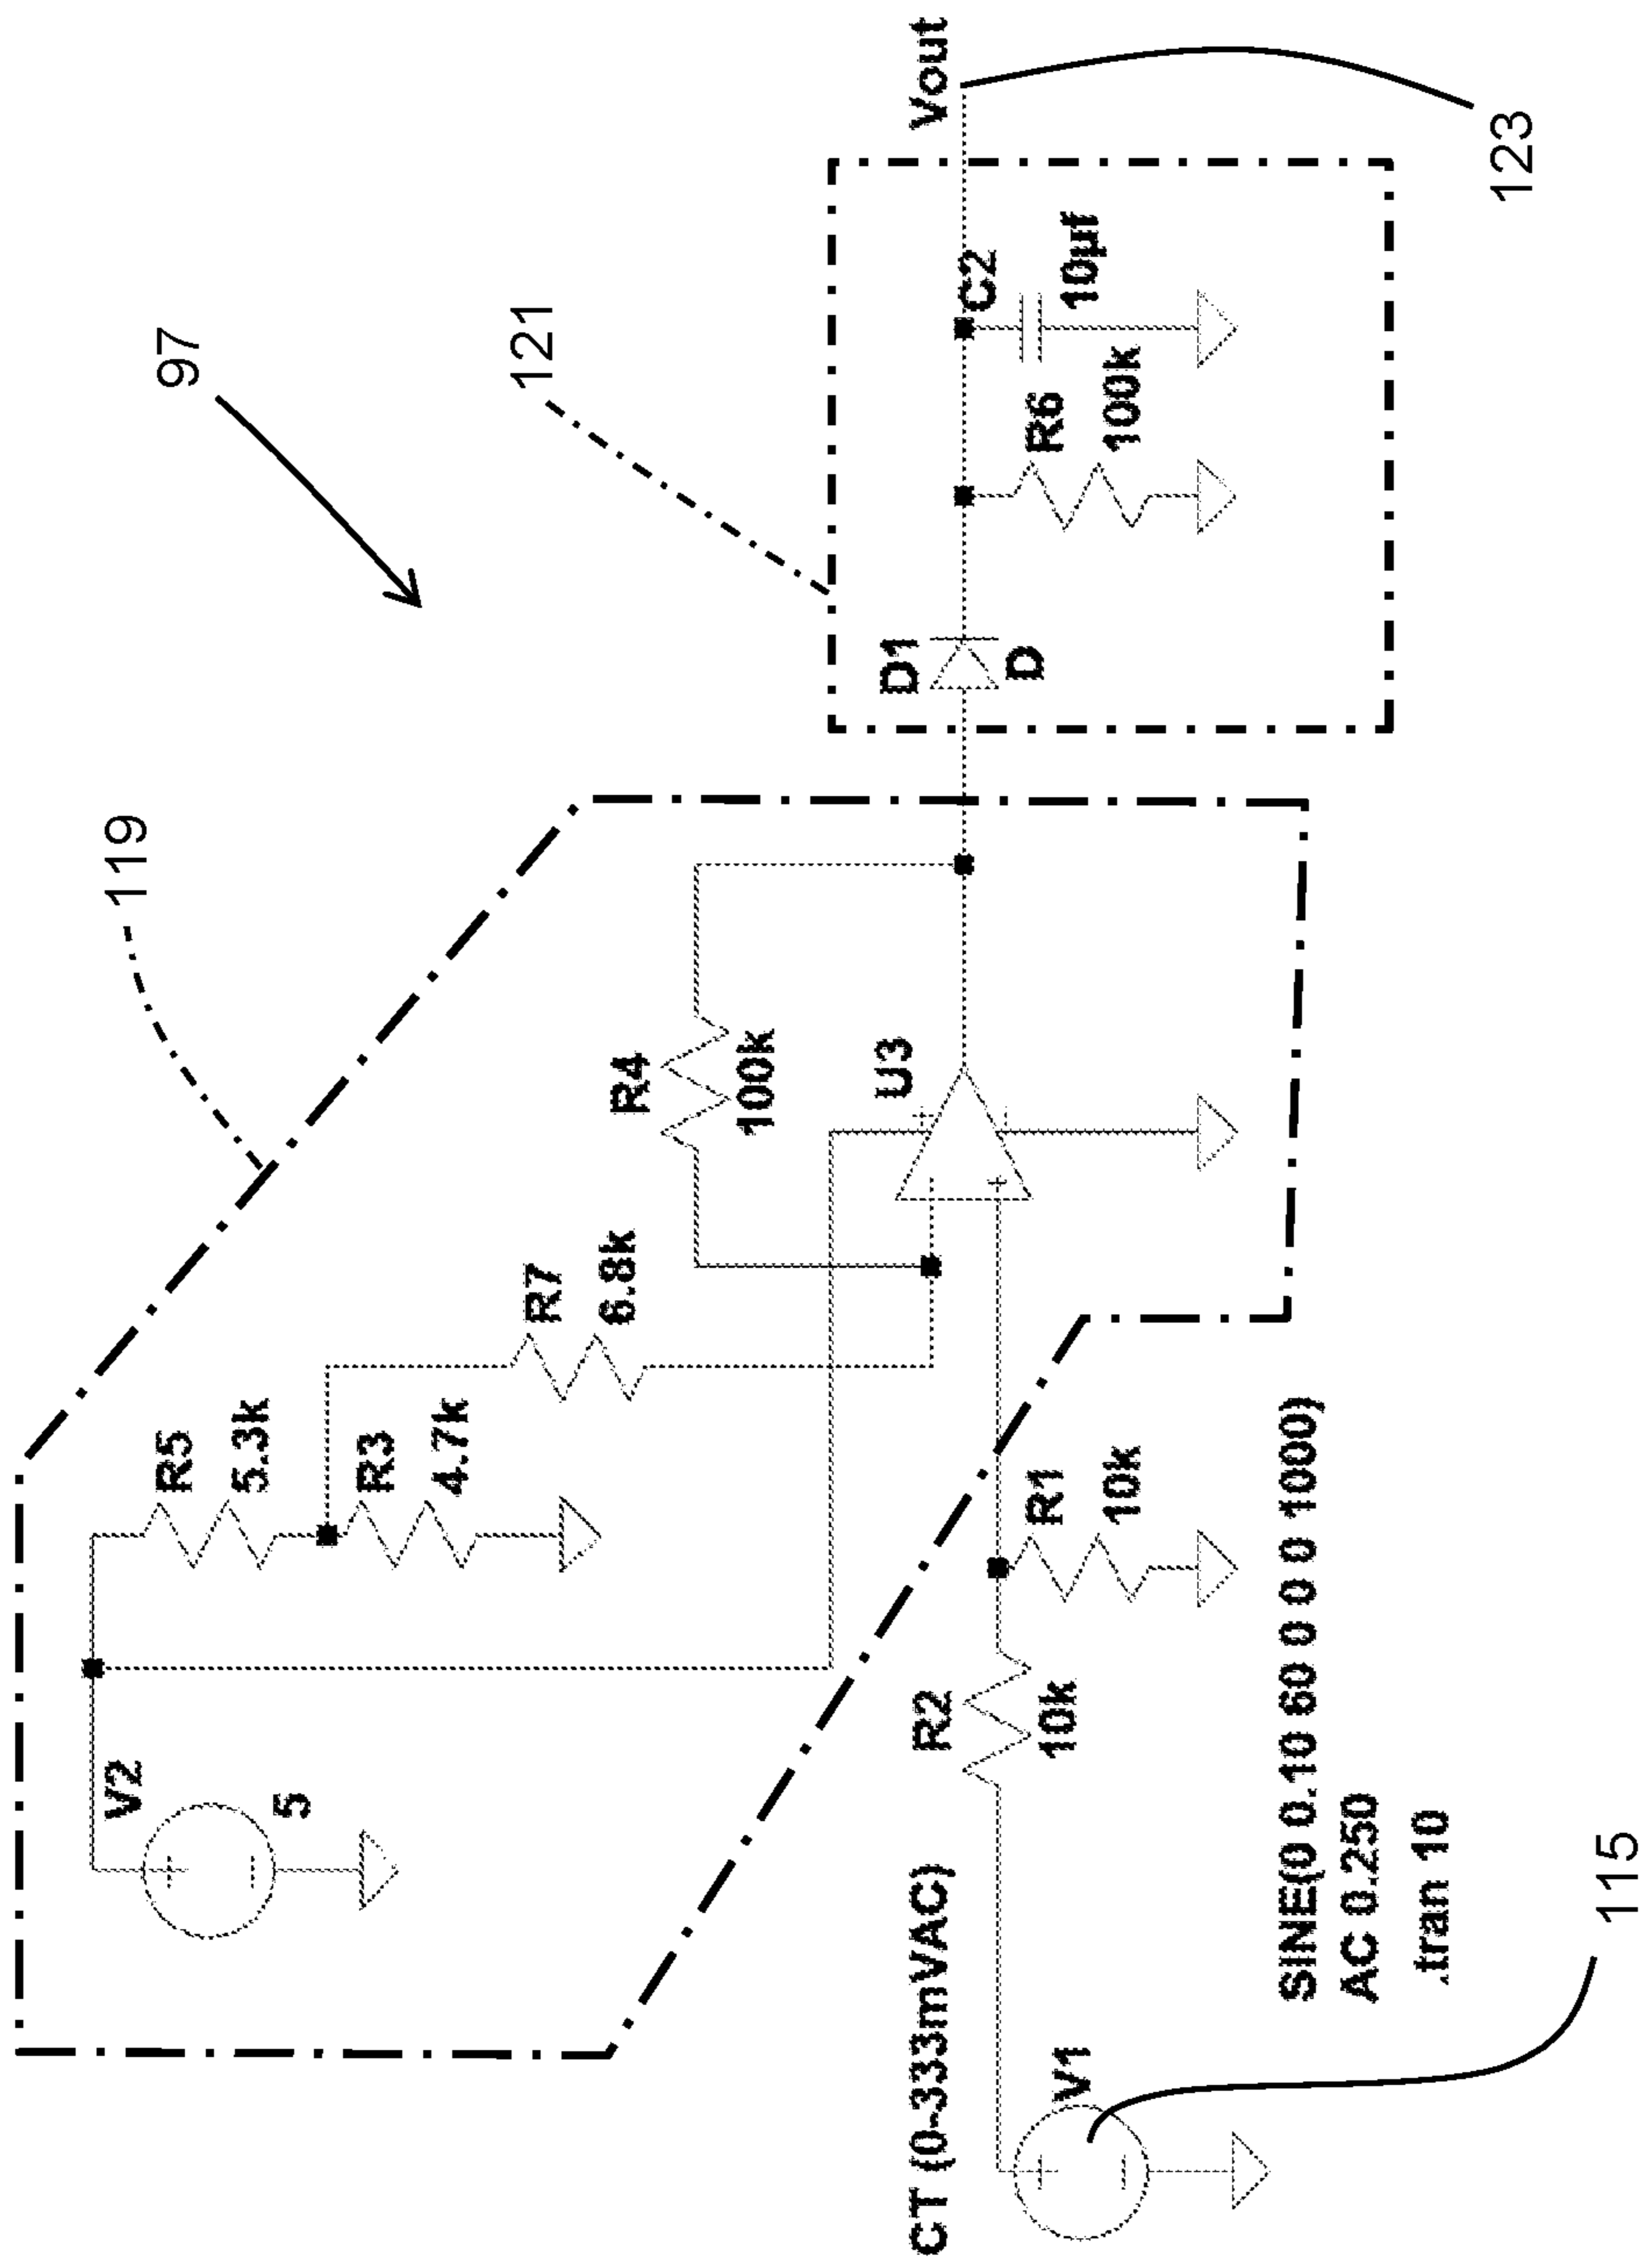 97
119
121
123
115
V2
5
R5
5.3k
R3
4.7k
R7
6.8k
R4
100k
U3
D1
D
R6
100k
C2
10µf
Vout
CT (0-333mVAC)
V1
R2
10k
R1
10k
SINE(0 0.10 60 0 0 0 1000)
AC 0.250
.tran 10